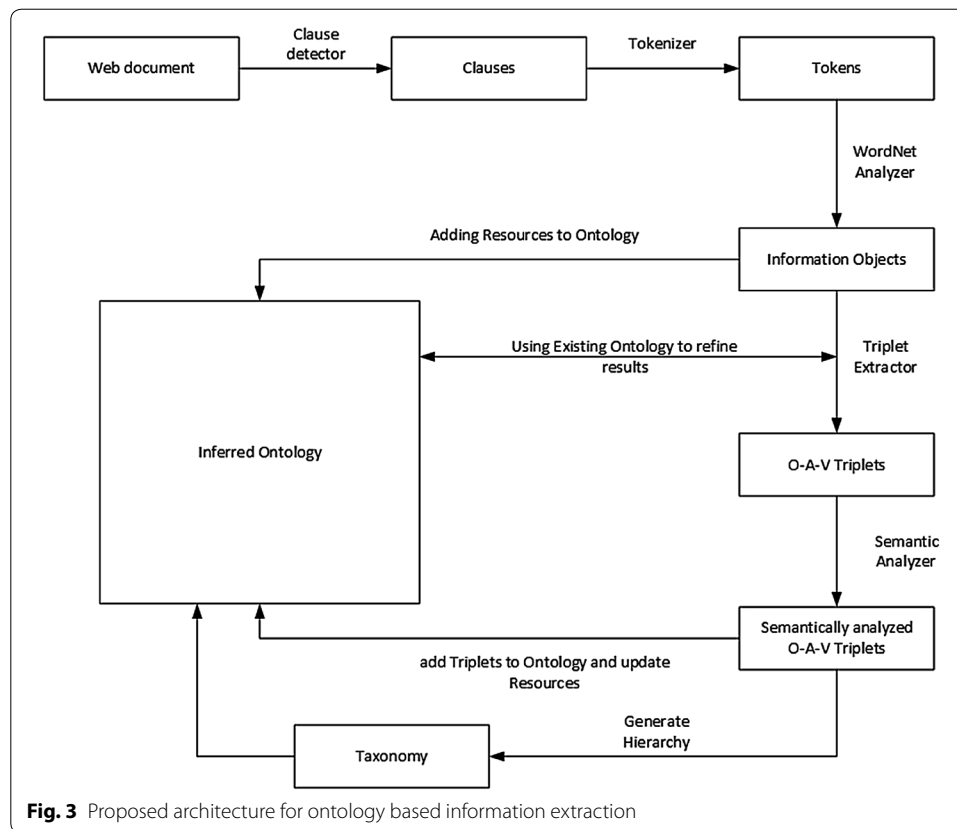 Web document
Clause
detector
Clauses
Tokenizer
Tokens
WordNet
Analyzer
Adding Resources to Ontology
Information Objects
Using Existing Ontology to refine
results
Triplet
Extractor
Inferred Ontology
O-A-V Triplets
Semantic
Analyzer
Semantically analyzed
O-A-V Triplets
add Triplets to Ontology and update
Resources
Generate
Hierarchy
Taxonomy
Fig. 3 Proposed architecture for ontology based information extraction